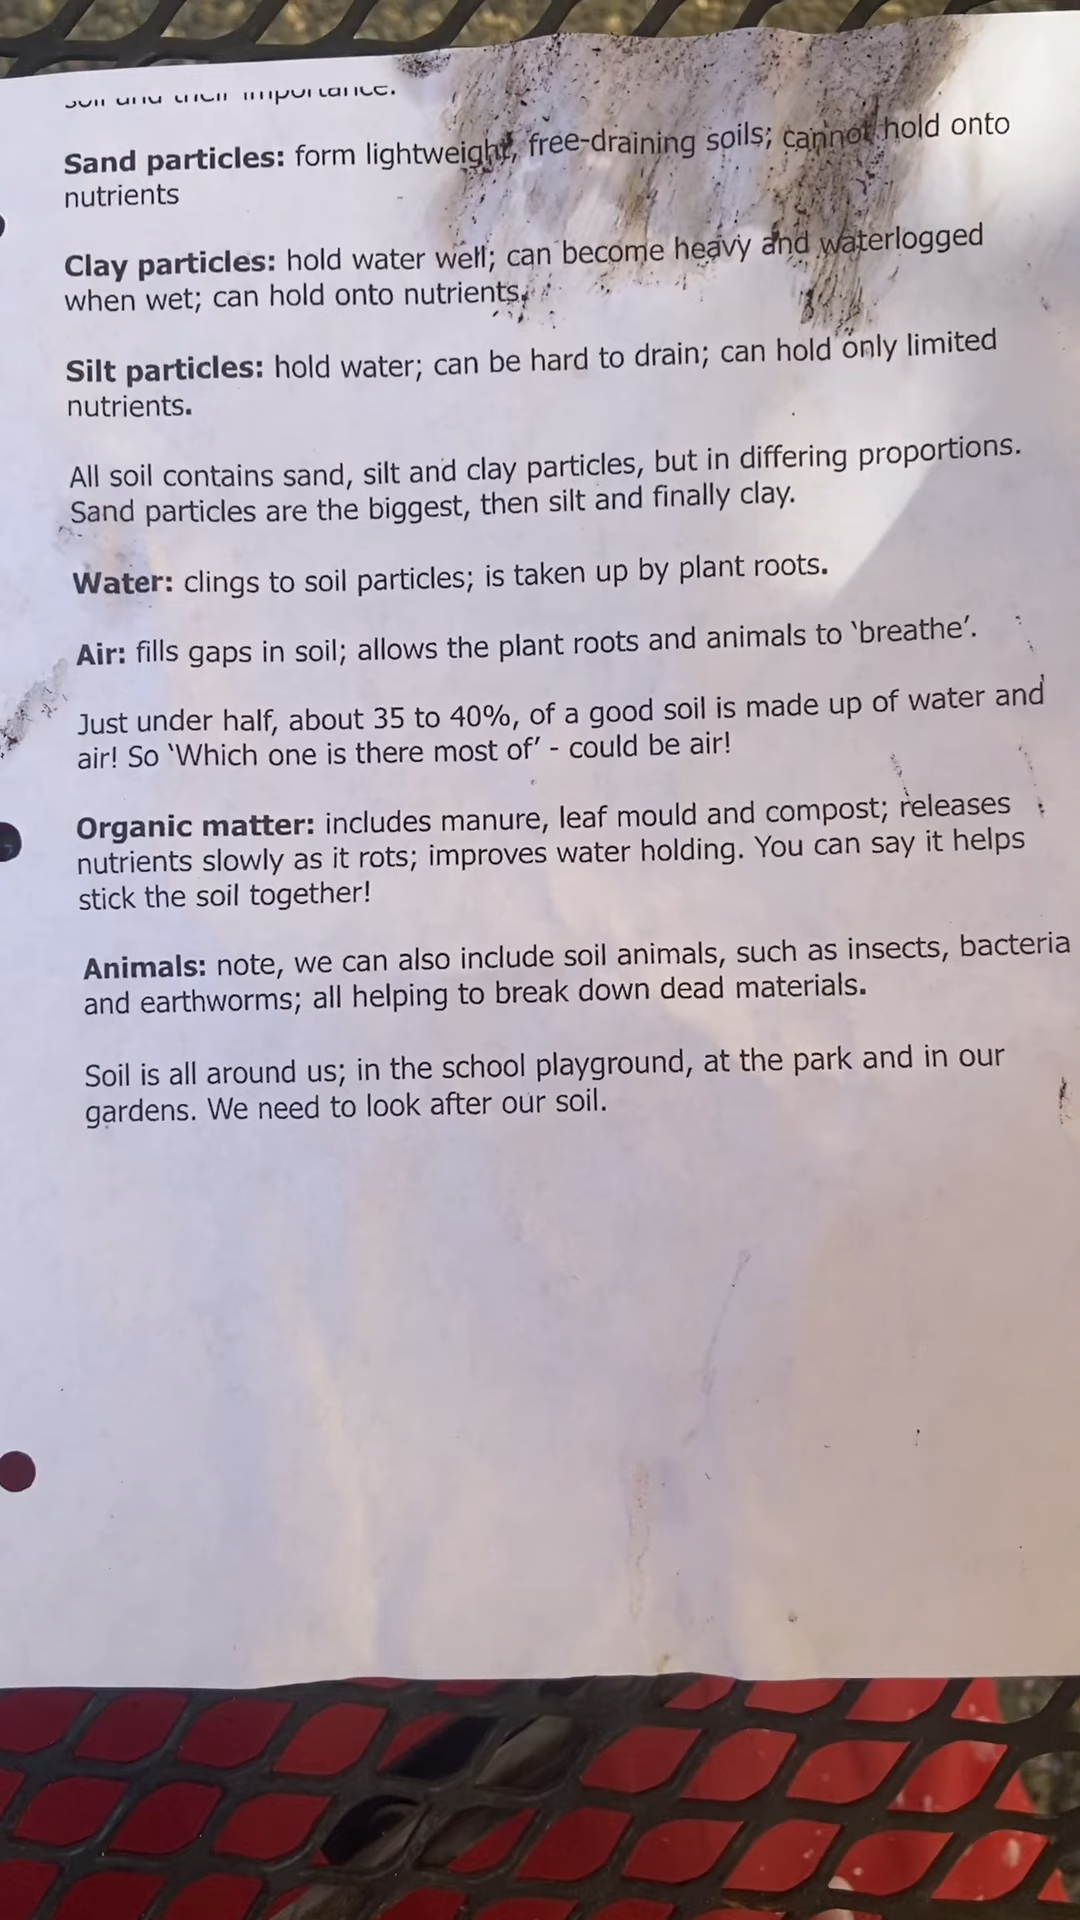 soil and their importance.
Sand particles: form lightweight, free-draining soils; cannot hold onto
nutrients
Clay particles: hold water well; can become heavy and waterlogged
when wet; can hold onto nutrients.
Silt particles: hold water; can be hard to drain; can hold only limited
nutrients.
All soil contains sand, silt and clay particles, but in differing proportions.
Sand particles are the biggest, then silt and finally clay.
Water: clings to soil particles; is taken up by plant roots.
Air: fills gaps in soil; allows the plant roots and animals to ‘breathe’.
Just under half, about 35 to 40%, of a good soil is made up of water and
air! So ‘Which one is there most of’ - could be air!
Organic matter: includes manure, leaf mould and compost; releases
nutrients slowly as it rots; improves water holding. You can say it helps
stick the soil together!
Animals: note, we can also include soil animals, such as insects, bacteria
and earthworms; all helping to break down dead materials.
Soil is all around us; in the school playground, at the park and in our
gardens. We need to look after our soil.